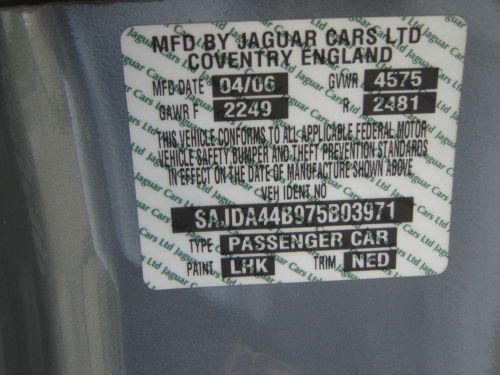 MFD BY JAGUAR CARS LTD
COVENTRY ENGLAND
MFD DATE 04/06 GVWR 4575
GAWR F 2249 R 2481
THIS VEHICLE CONFORMS TO ALL APPLICABLE FEDERAL MOTOR
VEHICLE SAFETY, BUMPER AND THEFT PREVENTION STANDARDS
IN EFFECT ON THE DATE OF MANUFACTURE SHOWN ABOVE
VEH IDENT NO
SAJDA44B975B03971
TYPE PASSENGER CAR
PAINT LHK TRIM NED